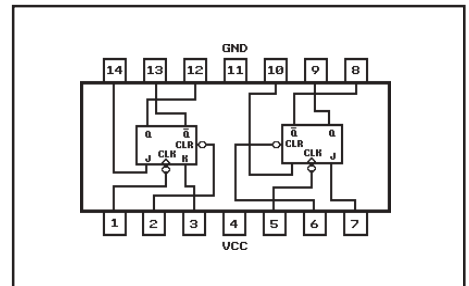 GND
14 13 12 11 10 9 8
Q Q̅ Q̅ Q
CLR CLR
CLK CLK
J K J
1 2 3 4 5 6 7
VCC